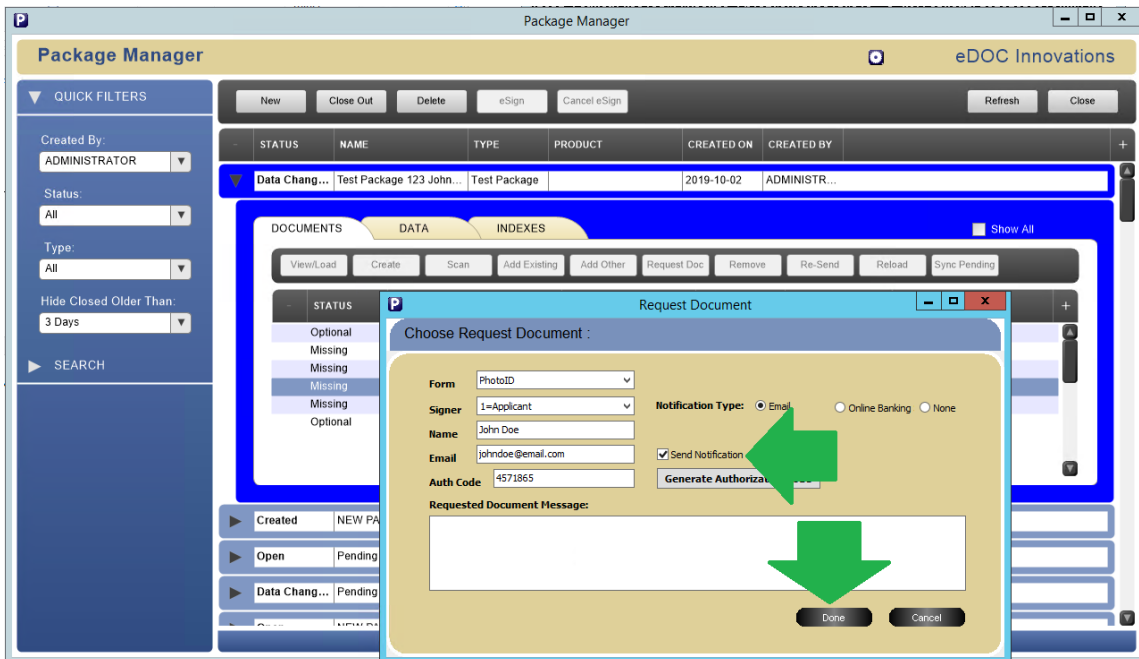 Package Manager
Package Manager
eDOC Innovations
QUICK FILTERS
New Close Out Delete eSign Cancel eSign Refresh Close
Created By:
ADMINISTRATOR
Status:
All
Type:
All
Hide Closed Older Than:
3 Days
SEARCH
- STATUS NAME TYPE PRODUCT CREATED ON CREATED BY +
Data Chang... Test Package 123 John... Test Package 2019-10-02 ADMINISTR...
DOCUMENTS DATA INDEXES Show All
View/Load Create Scan Add Existing Add Other Request Doc Remove Re-Send Reload Sync Pending
- STATUS +
Optional
Missing
Missing
Missing
Missing
Optional
Request Document
Choose Request Document :
Form PhotoID
Signer 1=Applicant
Notification Type: Email Online Banking None
Name John Doe
Email johndoe@email.com
Send Notification
Auth Code 4571865
Generate
Requested Document Message:
Done Cancel
Created NEW PA
Open Pending
Data Chang... Pending